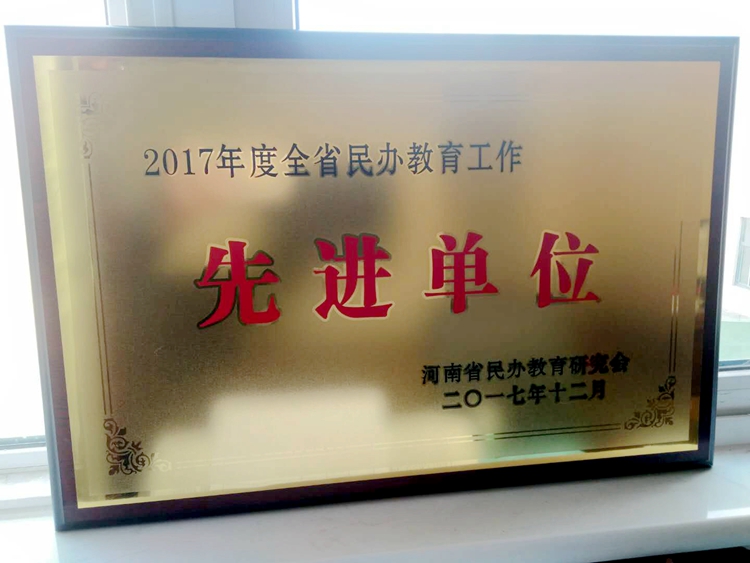 2017年度全省民办教育工作
先进单位
河南省民办教育研究会
二〇一七年十二月